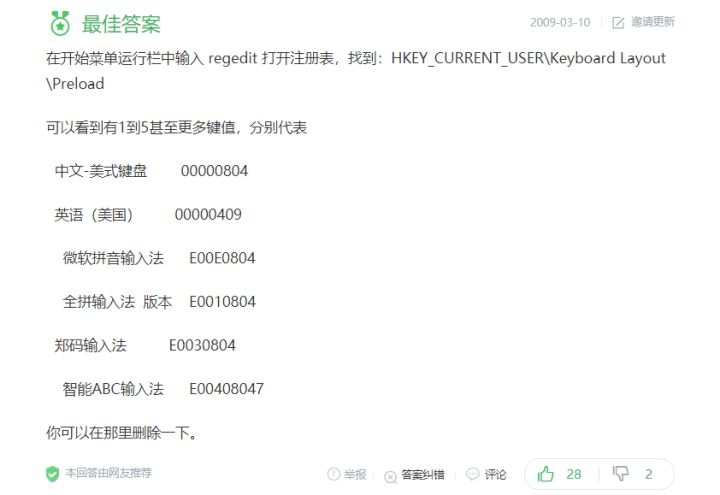 最佳答案 2009-03-10 邀请更新
在开始菜单运行栏中输入 regedit 打开注册表，找到：HKEY_CURRENT_USER\Keyboard Layout
\Preload
可以看到有1到5甚至更多键值，分别代表
中文-美式键盘 00000804
英语（美国） 00000409
微软拼音输入法 E00E0804
全拼输入法 版本 E0010804
郑码输入法 E0030804
智能ABC输入法 E00408047
你可以在那里删除一下。
本回答由网友推荐 举报 答案纠错 评论 28 2